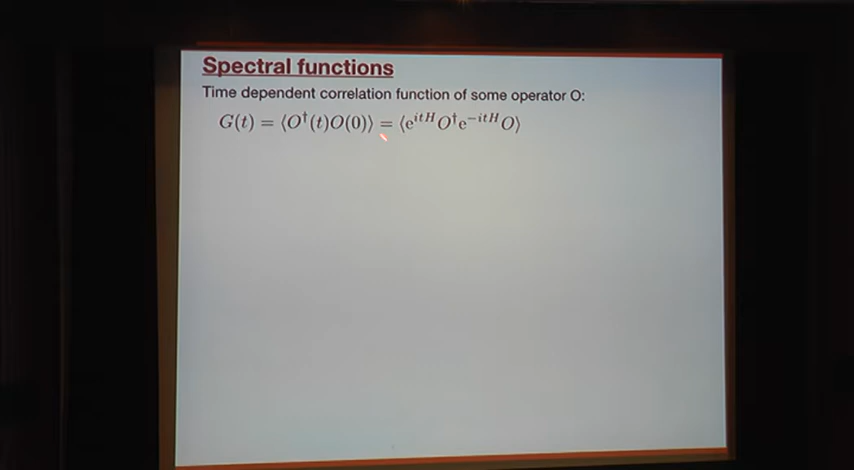 Spectral functions
Time dependent correlation function of some operator O:
G(t) = ⟨O†(t)O(0)⟩ = ⟨e^{itH}O†e^{−itH}O⟩